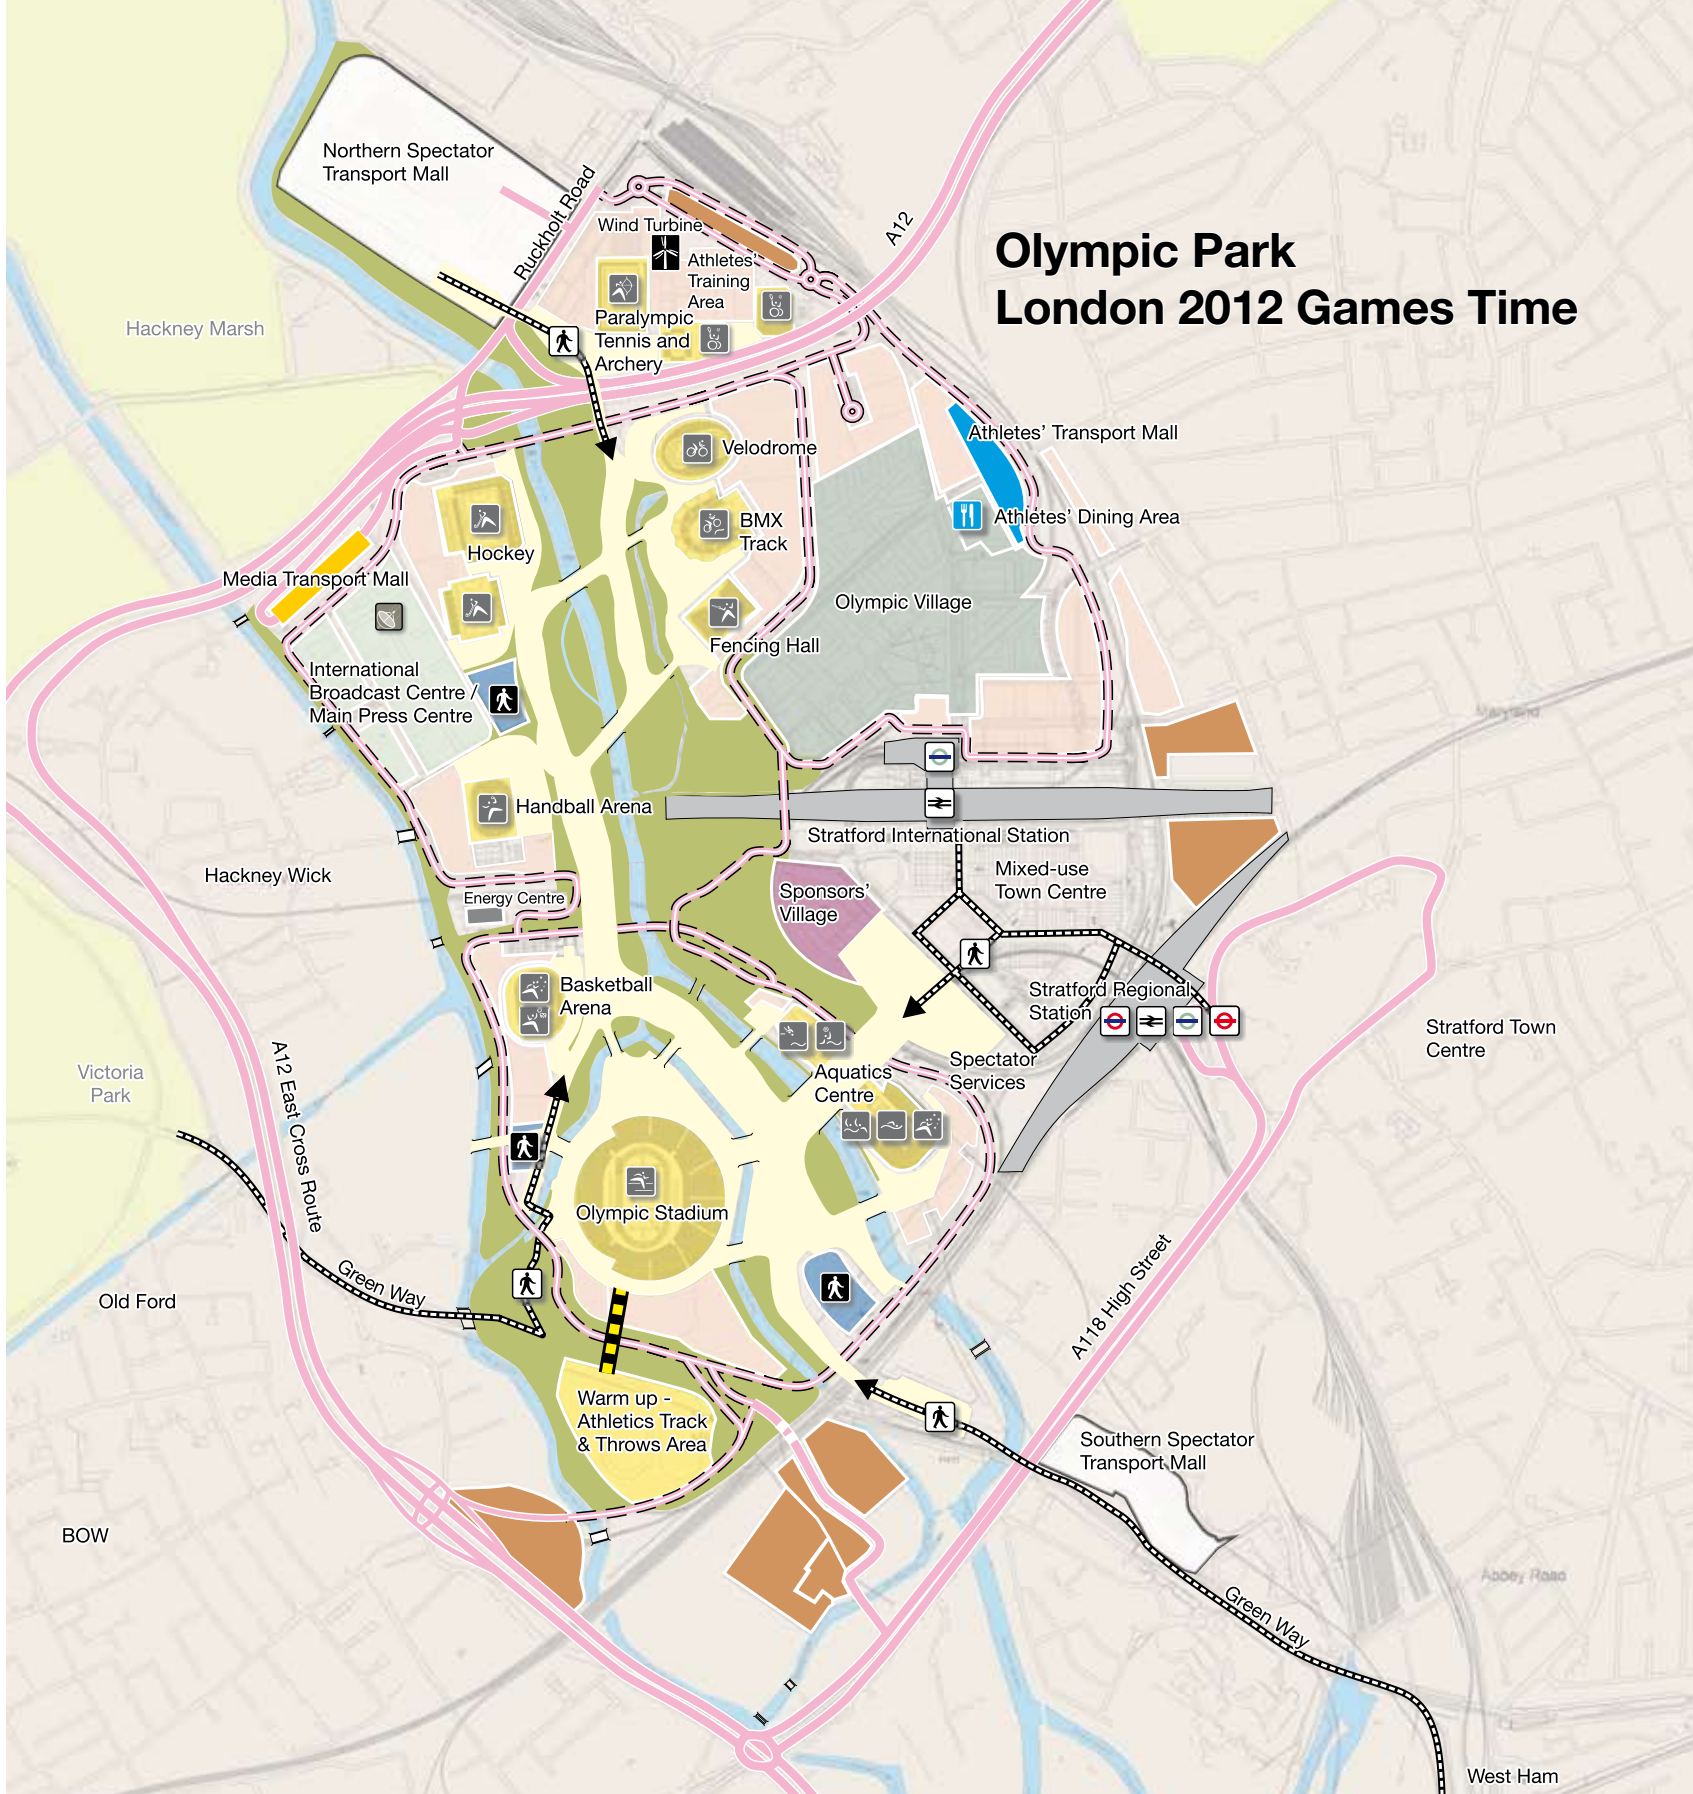 Northern Spectator
Transport Mall
Ruckholt Road
Wind Turbine
Athletes'
Training
Area
A12
Olympic Park
London 2012 Games Time
Hackney Marsh
Paralympic
Tennis and
Archery
Velodrome
Athletes' Transport Mall
BMX
Track
Athletes' Dining Area
Hockey
Media Transport Mall
Olympic Village
Fencing Hall
International
Broadcast Centre /
Main Press Centre
Maryland
Handball Arena
Stratford International Station
Mixed-use
Town Centre
Hackney Wick
Sponsors'
Village
Energy Centre
Basketball
Arena
Stratford Regional
Station
Stratford Town
Centre
Spectator
Services
Aquatics
Centre
Victoria
Park
A12 East Cross Route
Olympic Stadium
Green Way
Old Ford
A118 High Street
Warm up -
Athletics Track
& Throws Area
Southern Spectator
Transport Mall
BOW
Abbey Road
Green Way
West Ham